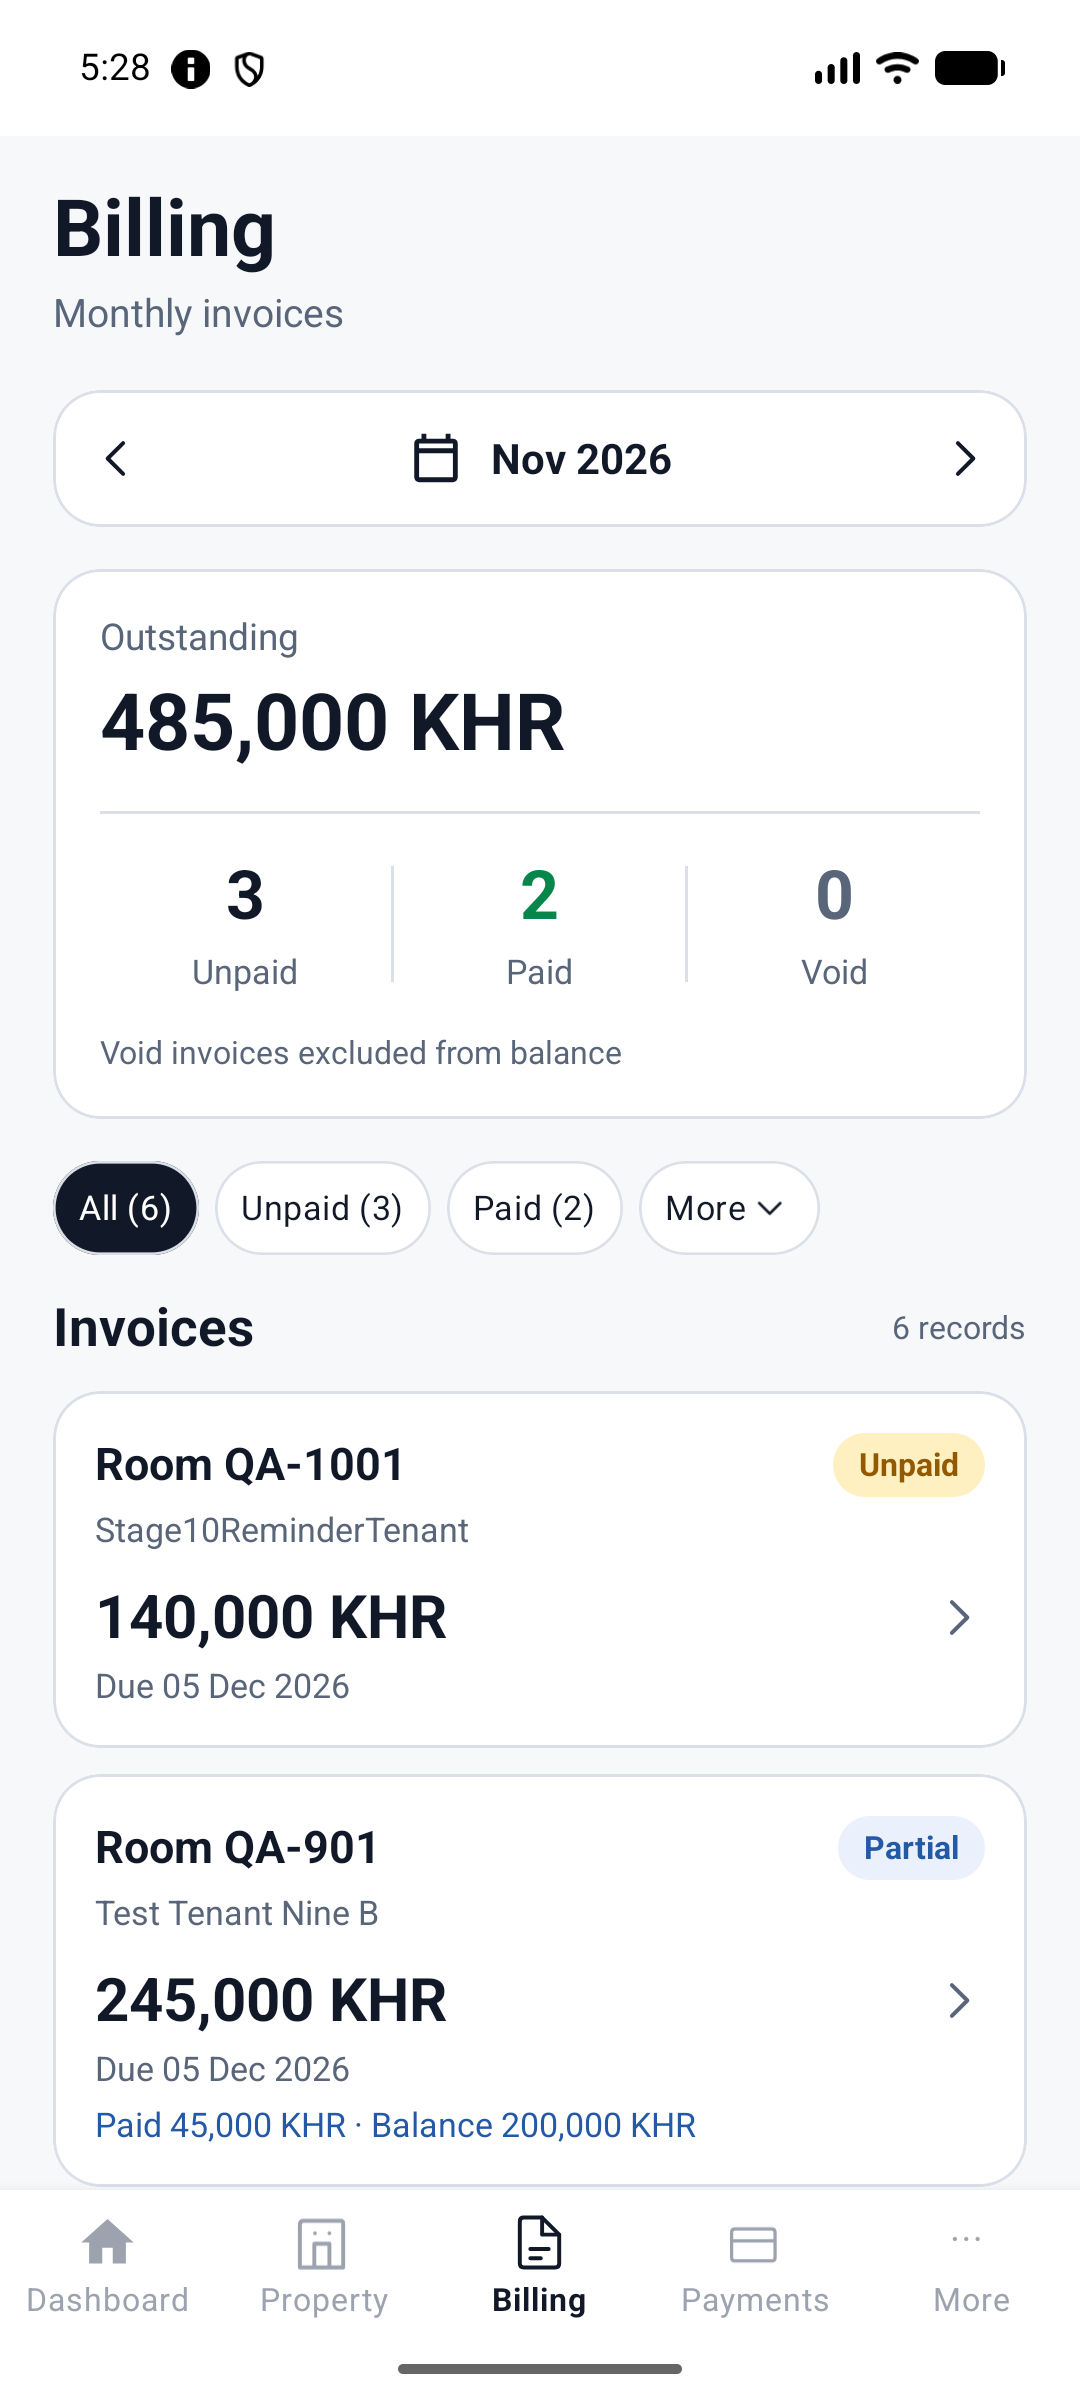 5:28
Billing
Monthly invoices
Nov 2026
Outstanding
485,000 KHR
3 2 0
Unpaid Paid Void
Void invoices excluded from balance
All (6) Unpaid (3) Paid (2) More
Invoices 6 records
Room QA-1001 Unpaid
Stage10ReminderTenant
140,000 KHR
Due 05 Dec 2026
Room QA-901 Partial
Test Tenant Nine B
245,000 KHR
Due 05 Dec 2026
Paid 45,000 KHR · Balance 200,000 KHR
Dashboard Property Billing Payments More